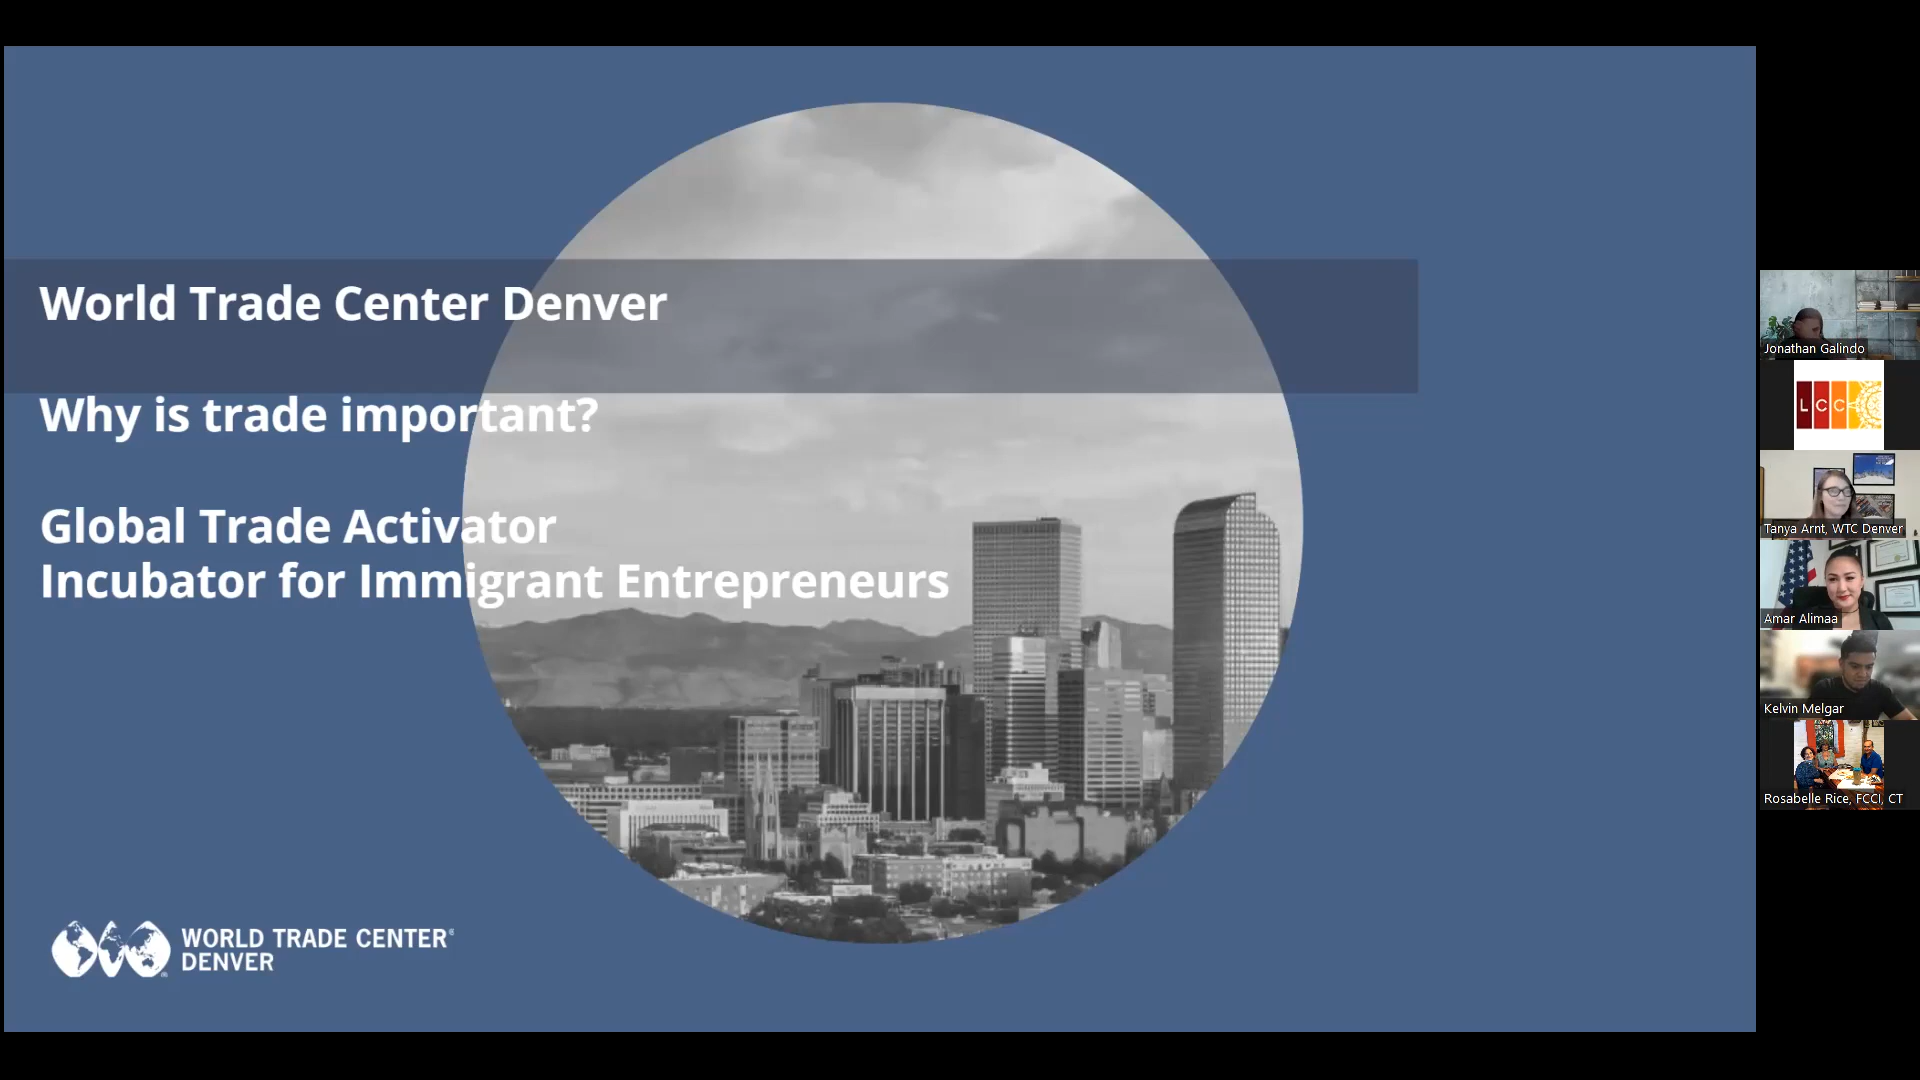 World Trade Center Denver
Why is trade important?
Global Trade Activator
Incubator for Immigrant Entrepreneurs
WORLD TRADE CENTER®
DENVER
Jonathan Galindo
LCC
Tanya Arnt, WTC Denver
Amar Alimaa
Kelvin Melgar
Rosabelle Rice, FCCI, CT